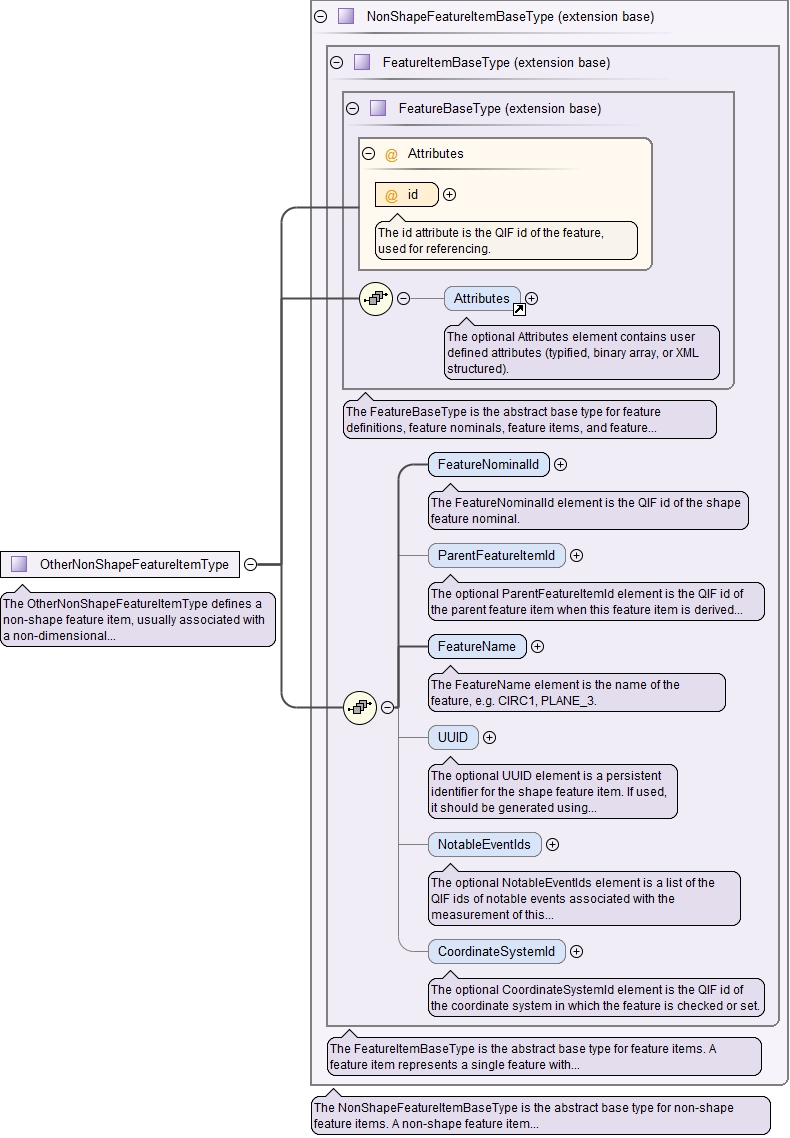 NonShapeFeatureItemBaseType (extension base)
FeatureItemBaseType (extension base)
FeatureBaseType (extension base)
@ Attributes
@ id
The id attribute is the QIF id of the feature,
used for referencing.
Attributes
The optional Attributes element contains user
defined attributes (typified, binary array, or XML
structured).
The FeatureBaseType is the abstract base type for feature
definitions, feature nominals, feature items, and feature...
FeatureNominalId
The FeatureNominalId element is the QIF id of the shape
feature nominal.
ParentFeatureItemId
The optional ParentFeatureItemId element is the QIF id of
the parent feature item when this feature item is derived...
OtherNonShapeFeatureItemType
The OtherNonShapeFeatureItemType defines a
non-shape feature item, usually associated with
a non-dimensional...
FeatureName
The FeatureName element is the name of the
feature, e.g. CIRC1, PLANE_3.
UUID
The optional UUID element is a persistent
identifier for the shape feature item. If used,
it should be generated using...
NotableEventIds
The optional NotableEventIds element is a list of the
QIF ids of notable events associated with the
measurement of this...
CoordinateSystemId
The optional CoordinateSystemId element is the QIF id of
the coordinate system in which the feature is checked or set.
The FeatureItemBaseType is the abstract base type for feature items. A
feature item represents a single feature with...
The NonShapeFeatureItemBaseType is the abstract base type for non-shape
feature items. A non-shape feature item...